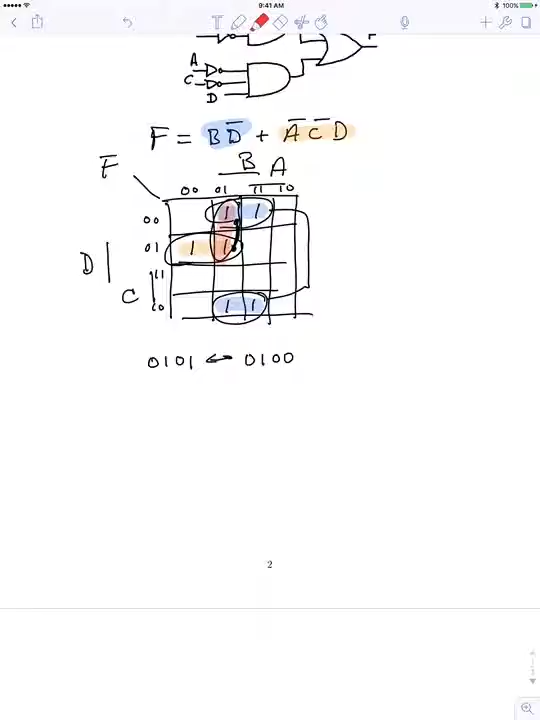 9:41 AM
100%
F
A
C
D
F = BD̅ + A̅ C̅ D
B A
F
00 01 11 10
00 1 1
D 01 1 1
C 11
10 1 1
0101 ↔ 0100
2